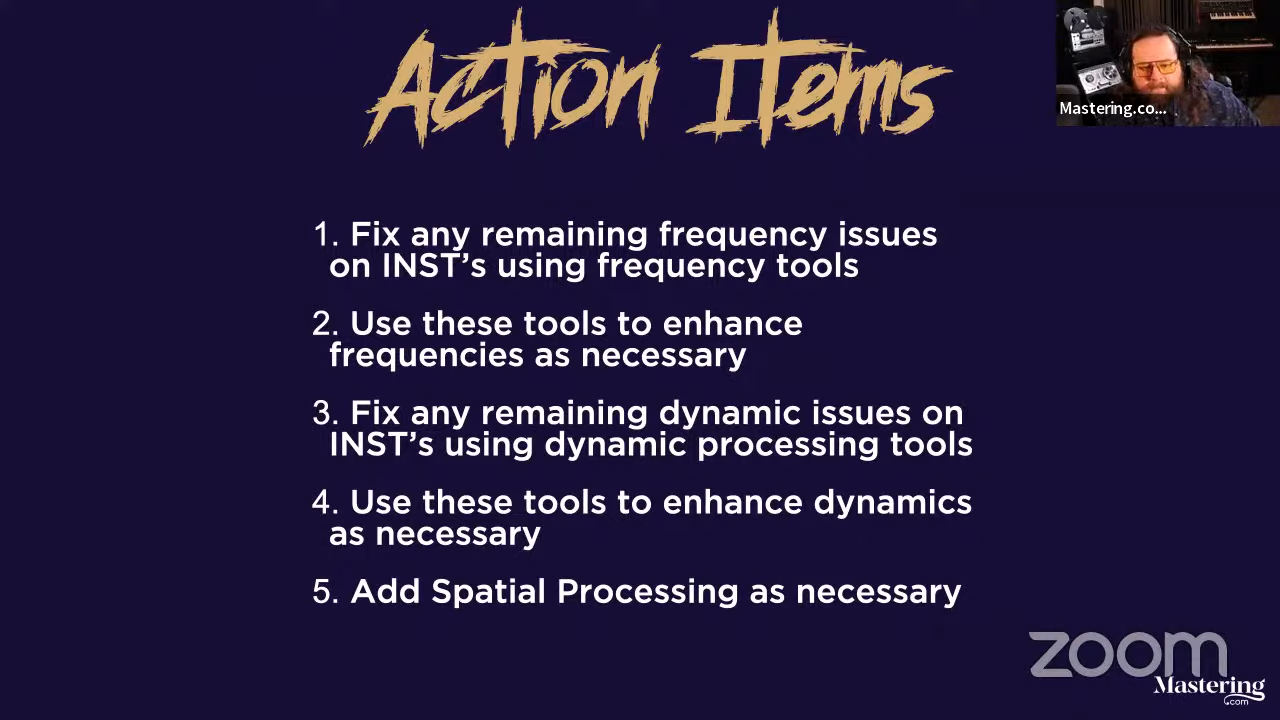 Action Items
Mastering.co...
1. Fix any remaining frequency issues
on INST’s using frequency tools
2. Use these tools to enhance
frequencies as necessary
3. Fix any remaining dynamic issues on
INST’s using dynamic processing tools
4. Use these tools to enhance dynamics
as necessary
5. Add Spatial Processing as necessary
zoom
Mastering
.com